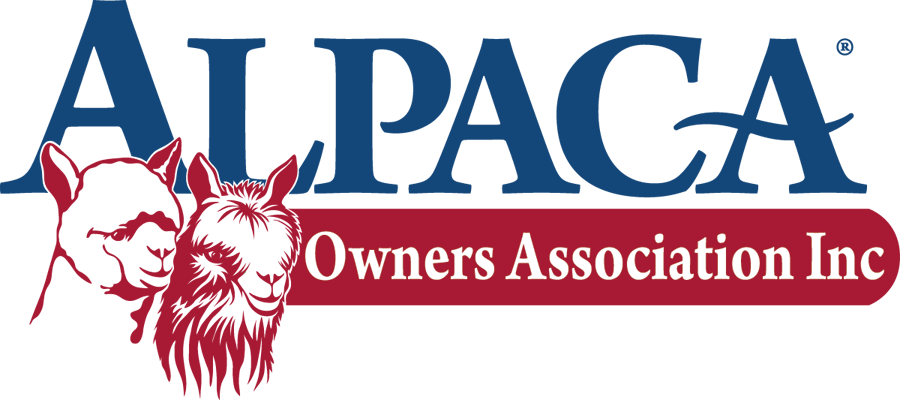 ALPACA®
Owners Association Inc